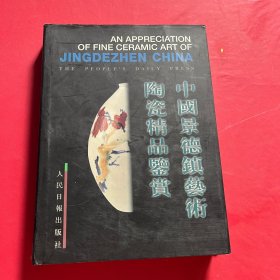 AN APPRECIATION
OF FINE CERAMIC ART OF
JINGDEZHEN CHINA
THE PEOPLE'S DAILY PRESS
中國景德鎮藝術
陶瓷精品鑒賞
人民日報出版社